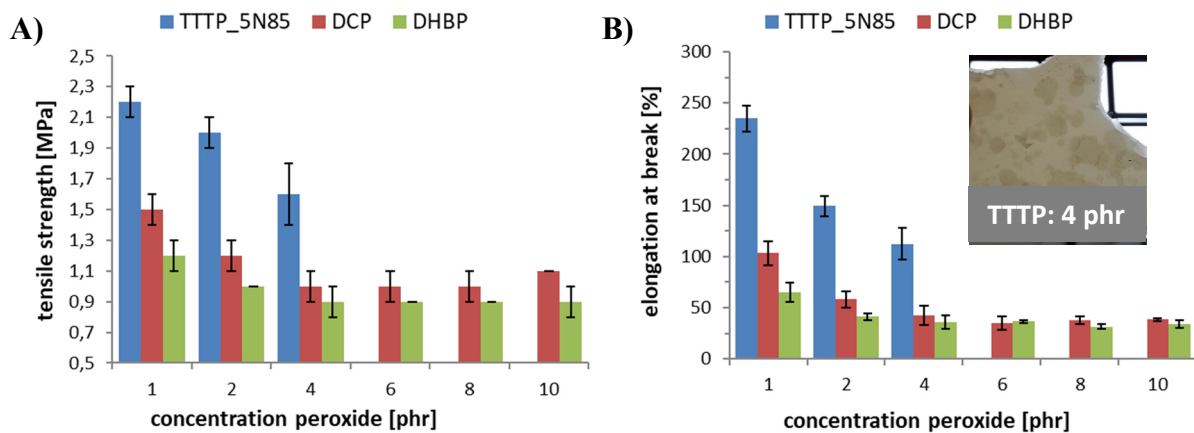 A)
TTTP_5N85 DCP DHBP
tensile strength [MPa]
2,5
2,3
2,1
1,9
1,7
1,5
1,3
1,1
0,9
0,7
0,5
1 2 4 6 8 10
concentration peroxide [phr]
B)
TTTP_5N85 DCP DHBP
elongation at break [%]
300
250
200
150
100
50
0
1 2 4 6 8 10
concentration peroxide [phr]
TTTP: 4 phr